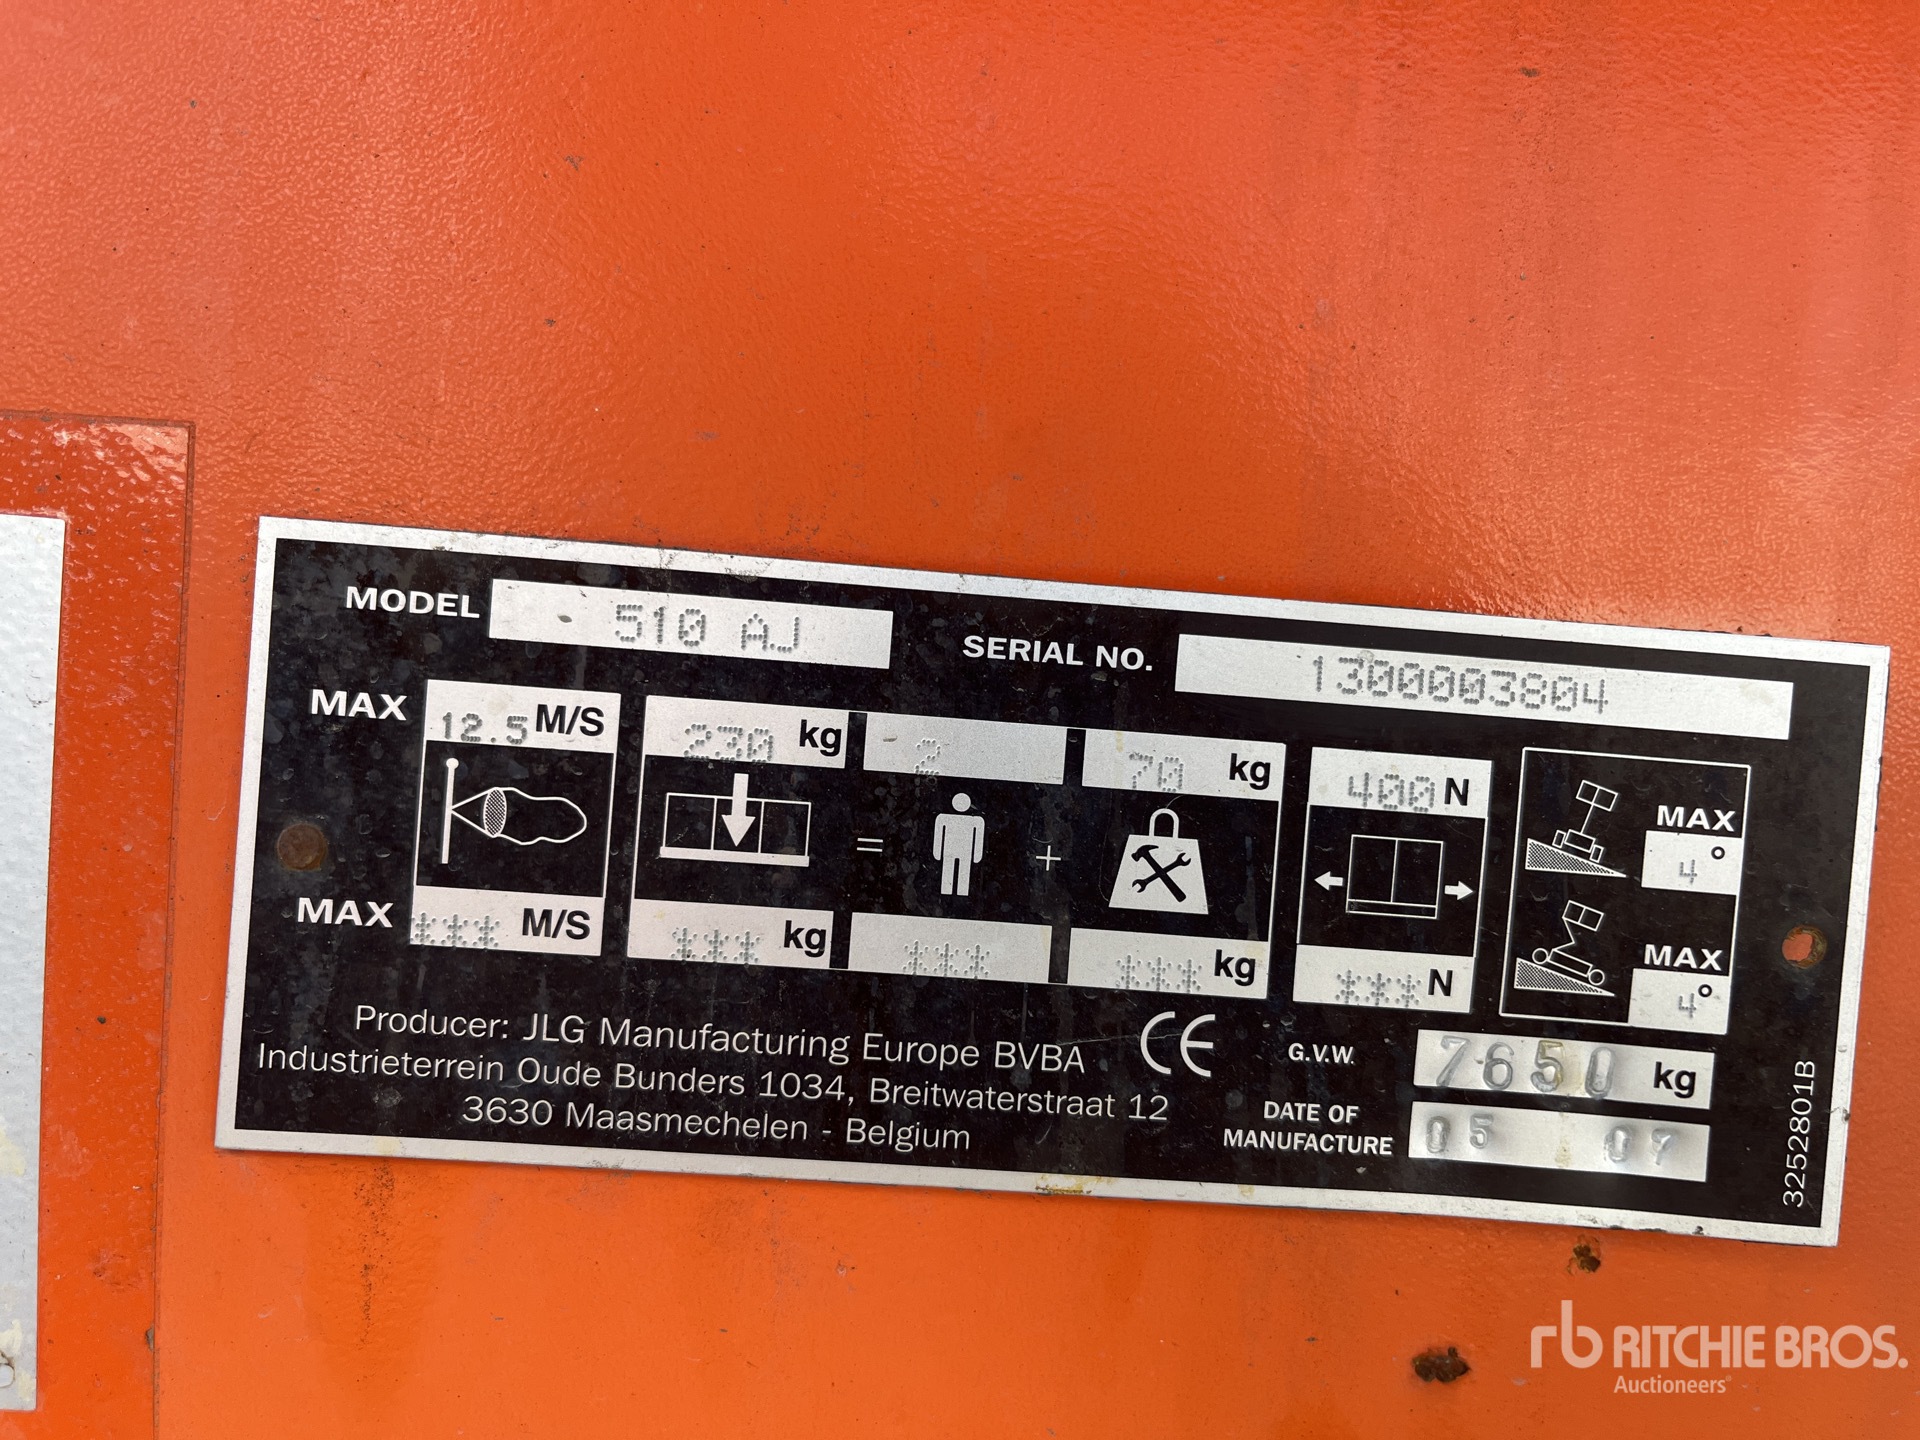 MODEL 510 AJ SERIAL NO. 1300003804
MAX 12.5 M/S 230 kg 2 70 kg 400 N
= + MAX 4°
MAX *** M/S *** kg *** *** kg *** N MAX 4°
Producer: JLG Manufacturing Europe BVBA CE G.V.W. 7650 kg
Industrieterrein Oude Bunders 1034, Breitwaterstraat 12
3630 Maasmechelen - Belgium
DATE OF
MANUFACTURE 05 07
3252801B
rb RITCHIE BROS.
Auctioneers